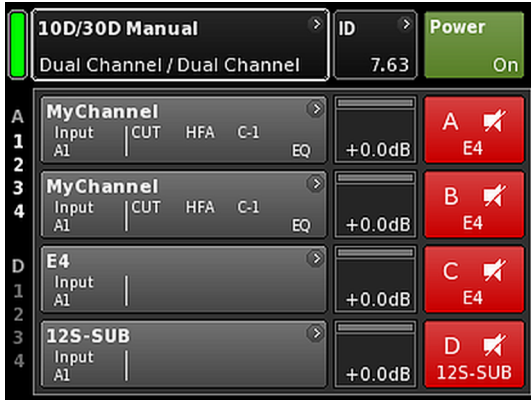 10D/30D Manual
Dual Channel / Dual Channel
ID
7.63
Power
On
A
1
2
3
4
D
1
2
3
4
MyChannel
Input
A1
CUT HFA C-1
EQ
+0.0dB
A
E4
MyChannel
Input
A1
CUT HFA C-1
EQ
+0.0dB
B
E4
E4
Input
A1
+0.0dB
C
E4
12S-SUB
Input
A1
+0.0dB
D
12S-SUB